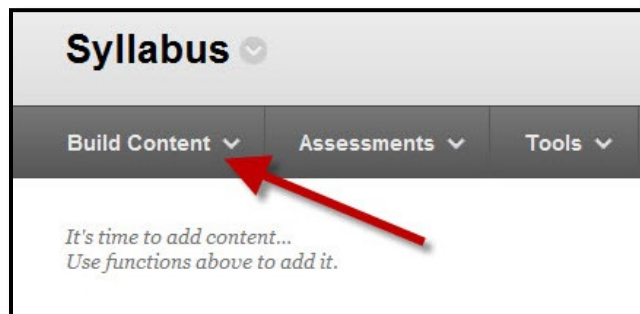 Syllabus
Build Content Assessments Tools
It's time to add content...
Use functions above to add it.